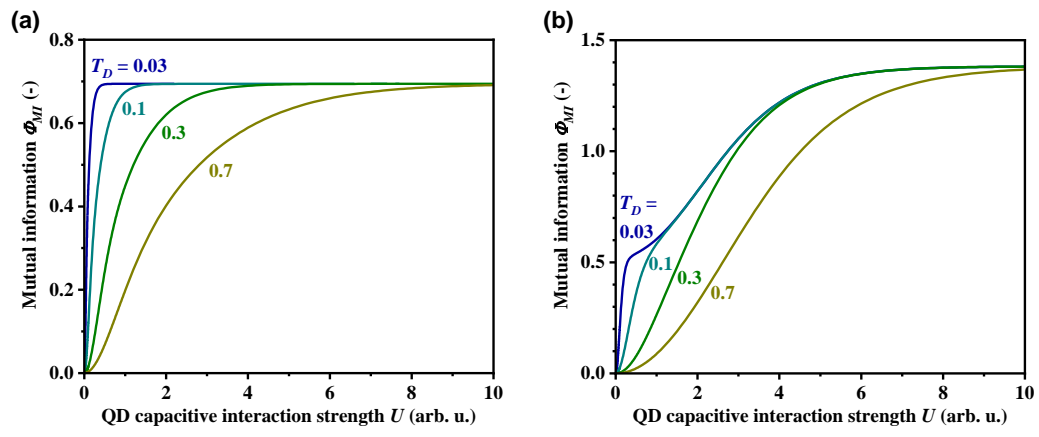 (a)
0.8
0.6
0.4
0.2
0.0
Mutual information Φ_MI (-)
T_D = 0.03
0.1
0.3
0.7
0 2 4 6 8 10
QD capacitive interaction strength U (arb. u.)
(b)
1.5
1.0
0.5
0.0
Mutual information Φ_MI (-)
T_D =
0.03
0.1
0.3
0.7
0 2 4 6 8 10
QD capacitive interaction strength U (arb. u.)